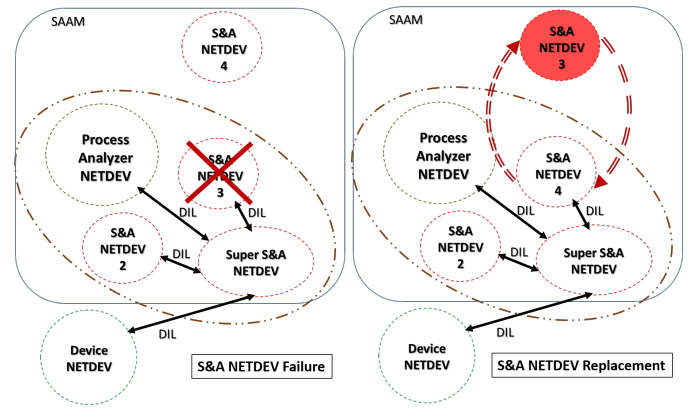 SAAM
S&A
NETDEV
4
Process
Analyzer
NETDEV
S&A
NETDEV
3
DIL
DIL
S&A
NETDEV
2
DIL
Super S&A
NETDEV
DIL
Device
NETDEV
S&A NETDEV Failure
SAAM
S&A
NETDEV
3
Process
Analyzer
NETDEV
S&A
NETDEV
4
DIL
DIL
S&A
NETDEV
2
DIL
Super S&A
NETDEV
DIL
Device
NETDEV
S&A NETDEV Replacement